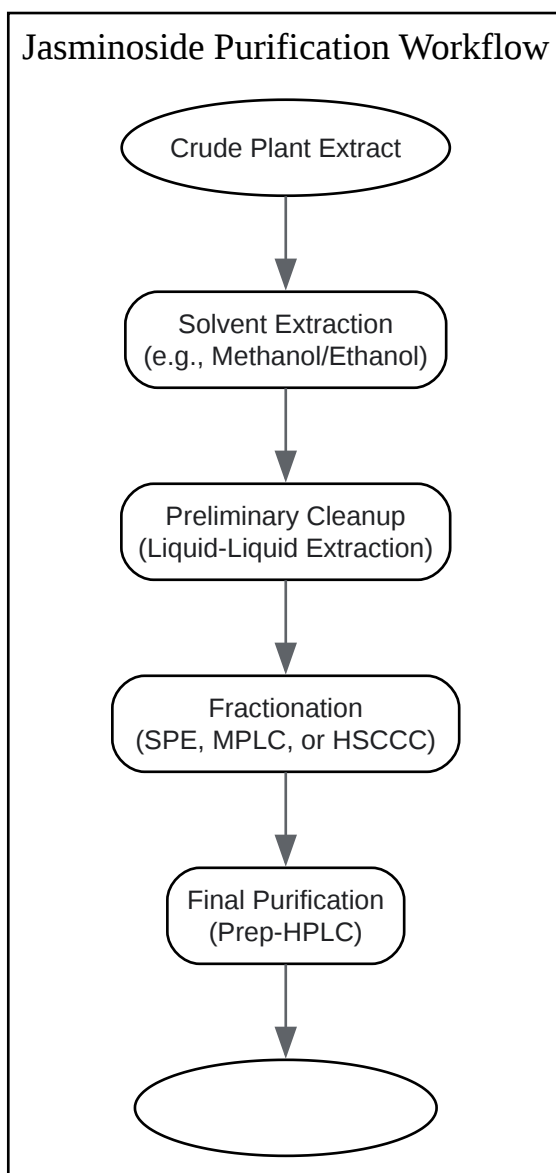 Jasminoside Purification Workflow
Crude Plant Extract
Solvent Extraction
(e.g., Methanol/Ethanol)
Preliminary Cleanup
(Liquid-Liquid Extraction)
Fractionation
(SPE, MPLC, or HSCCC)
Final Purification
(Prep-HPLC)